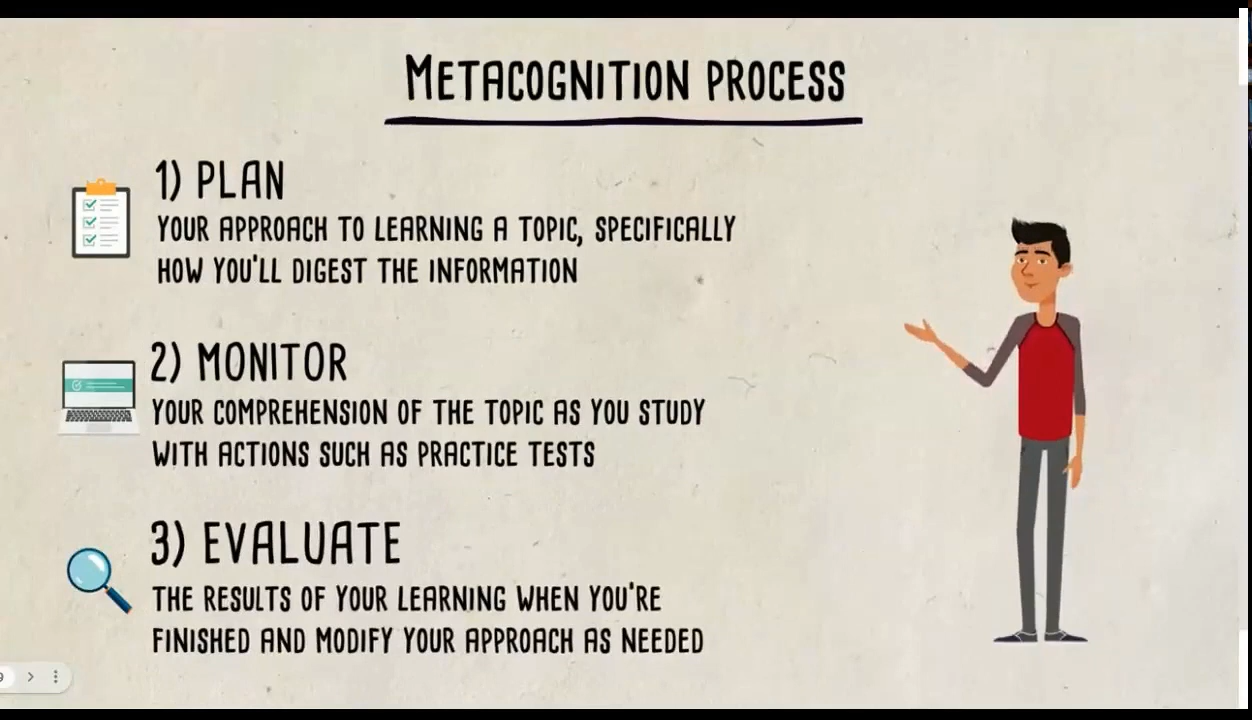 METACOGNITION PROCESS
1) PLAN
YOUR APPROACH TO LEARNING A TOPIC, SPECIFICALLY
HOW YOU'LL DIGEST THE INFORMATION
2) MONITOR
YOUR COMPREHENSION OF THE TOPIC AS YOU STUDY
WITH ACTIONS SUCH AS PRACTICE TESTS
3) EVALUATE
THE RESULTS OF YOUR LEARNING WHEN YOU'RE
FINISHED AND MODIFY YOUR APPROACH AS NEEDED